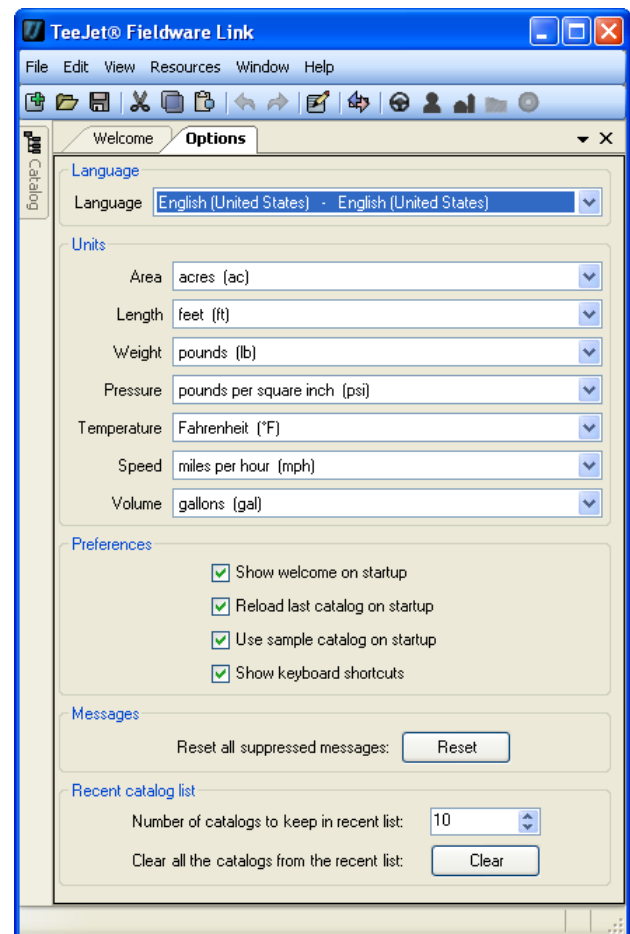 TeeJet® Fieldware Link
File Edit View Resources Window Help
Catalog
Welcome Options
Language
Language English (United States) - English (United States)
Units
Area acres (ac)
Length feet (ft)
Weight pounds (lb)
Pressure pounds per square inch (psi)
Temperature Fahrenheit (°F)
Speed miles per hour (mph)
Volume gallons (gal)
Preferences
Show welcome on startup
Reload last catalog on startup
Use sample catalog on startup
Show keyboard shortcuts
Messages
Reset all suppressed messages: Reset
Recent catalog list
Number of catalogs to keep in recent list: 10
Clear all the catalogs from the recent list: Clear